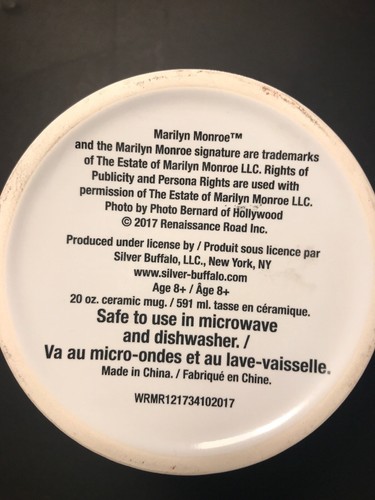 Marilyn Monroe™
and the Marilyn Monroe signature are trademarks
of The Estate of Marilyn Monroe LLC. Rights of
Publicity and Persona Rights are used with
permission of The Estate of Marilyn Monroe LLC.
Photo by Photo Bernard of Hollywood
© 2017 Renaissance Road Inc.
Produced under license by / Produit sous licence par
Silver Buffalo, LLC., New York, NY
www.silver-buffalo.com
Age 8+ / Âge 8+
20 oz. ceramic mug. / 591 ml. tasse en céramique.
Safe to use in microwave
and dishwasher. /
Va au micro-ondes et au lave-vaisselle.
Made in China. / Fabriqué en Chine.
WRMR121734102017